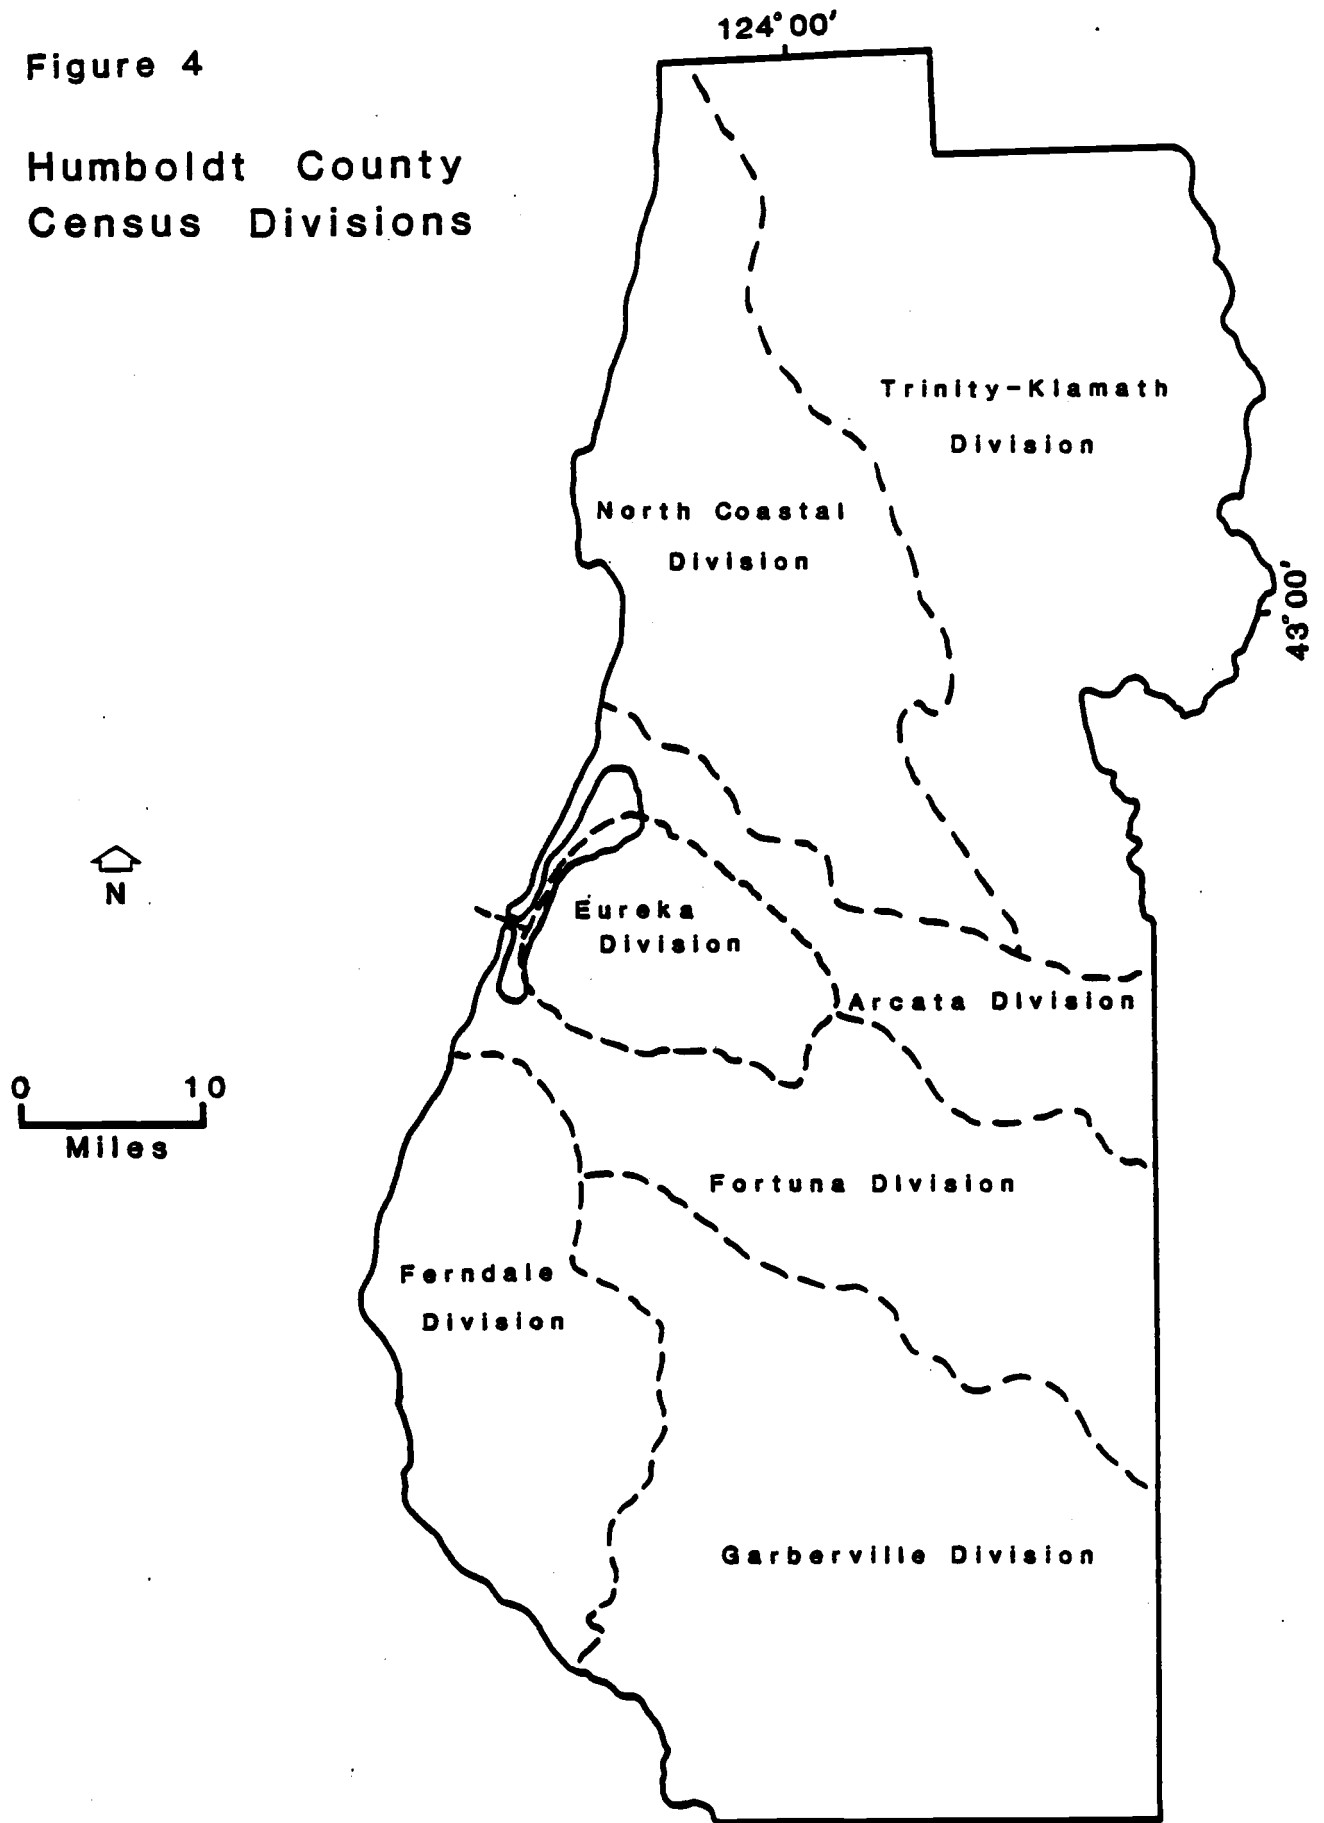 124°00'
Figure 4
Humboldt County
Census Divisions
Trinity-Klamath
Division
North Coastal
Division
43°00'
N
Eureka
Division
Arcata Division
0 10
Miles
Fortuna Division
Ferndale
Division
Garberville Division